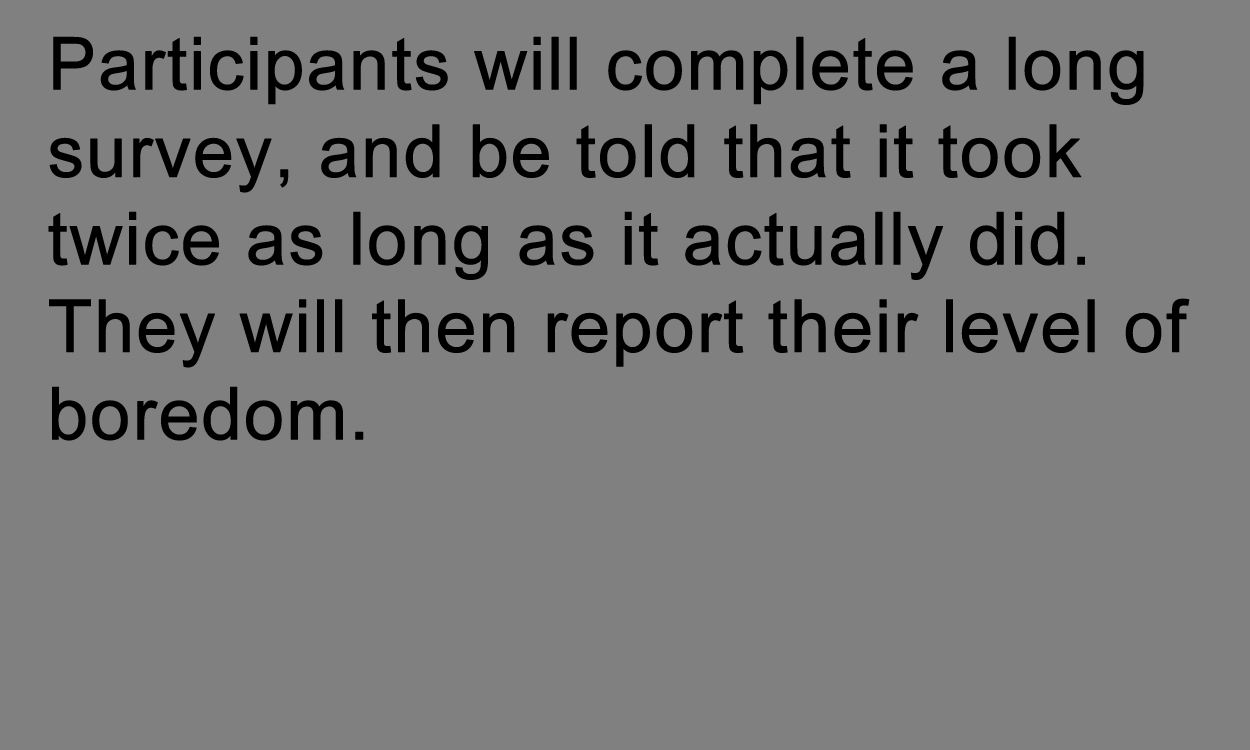 Participants will complete a long
survey, and be told that it took
twice as long as it actually did.
They will then report their level of
boredom.